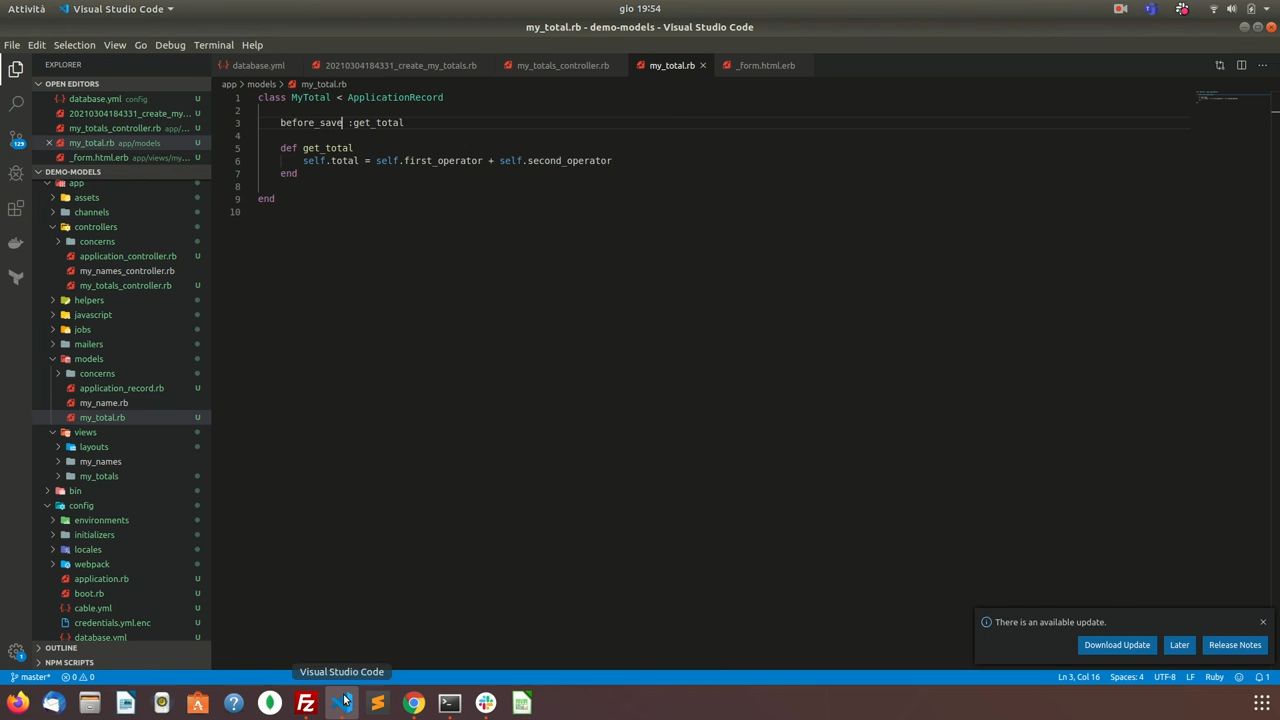 Attività
Visual Studio Code
gio 19:54
my_total.rb - demo-models - Visual Studio Code
File Edit Selection View Go Debug Terminal Help
EXPLORER
database.yml
20210304184331_create_my_totals.rb
my_totals_controller.rb
my_total.rb
_form.html.erb
OPEN EDITORS
database.yml config
20210304184331_create_my...
my_totals_controller.rb app/...
my_total.rb app/models
_form.html.erb app/views/my...
129
DEMO-MODELS
app
assets
channels
controllers
concerns
application_controller.rb U
my_names_controller.rb
my_totals_controller.rb U
helpers
javascript
jobs
mailers
models
concerns
application_record.rb U
my_name.rb
my_total.rb U
views
layouts
my_names
my_totals
bin
config
environments
initializers
locales
webpack
application.rb U
boot.rb U
cable.yml U
credentials.yml.enc U
database.yml U
OUTLINE
NPM SCRIPTS
1
app > models > my_total.rb
1 class MyTotal < ApplicationRecord
2
3 before_save :get_total
4
5 def get_total
6 self.total = self.first_operator + self.second_operator
7 end
8
9 end
10
There is an available update.
Download Update
Later
Release Notes
Visual Studio Code
master*
0 0
Ln 3, Col 16
Spaces: 4
UTF-8
LF
Ruby
1